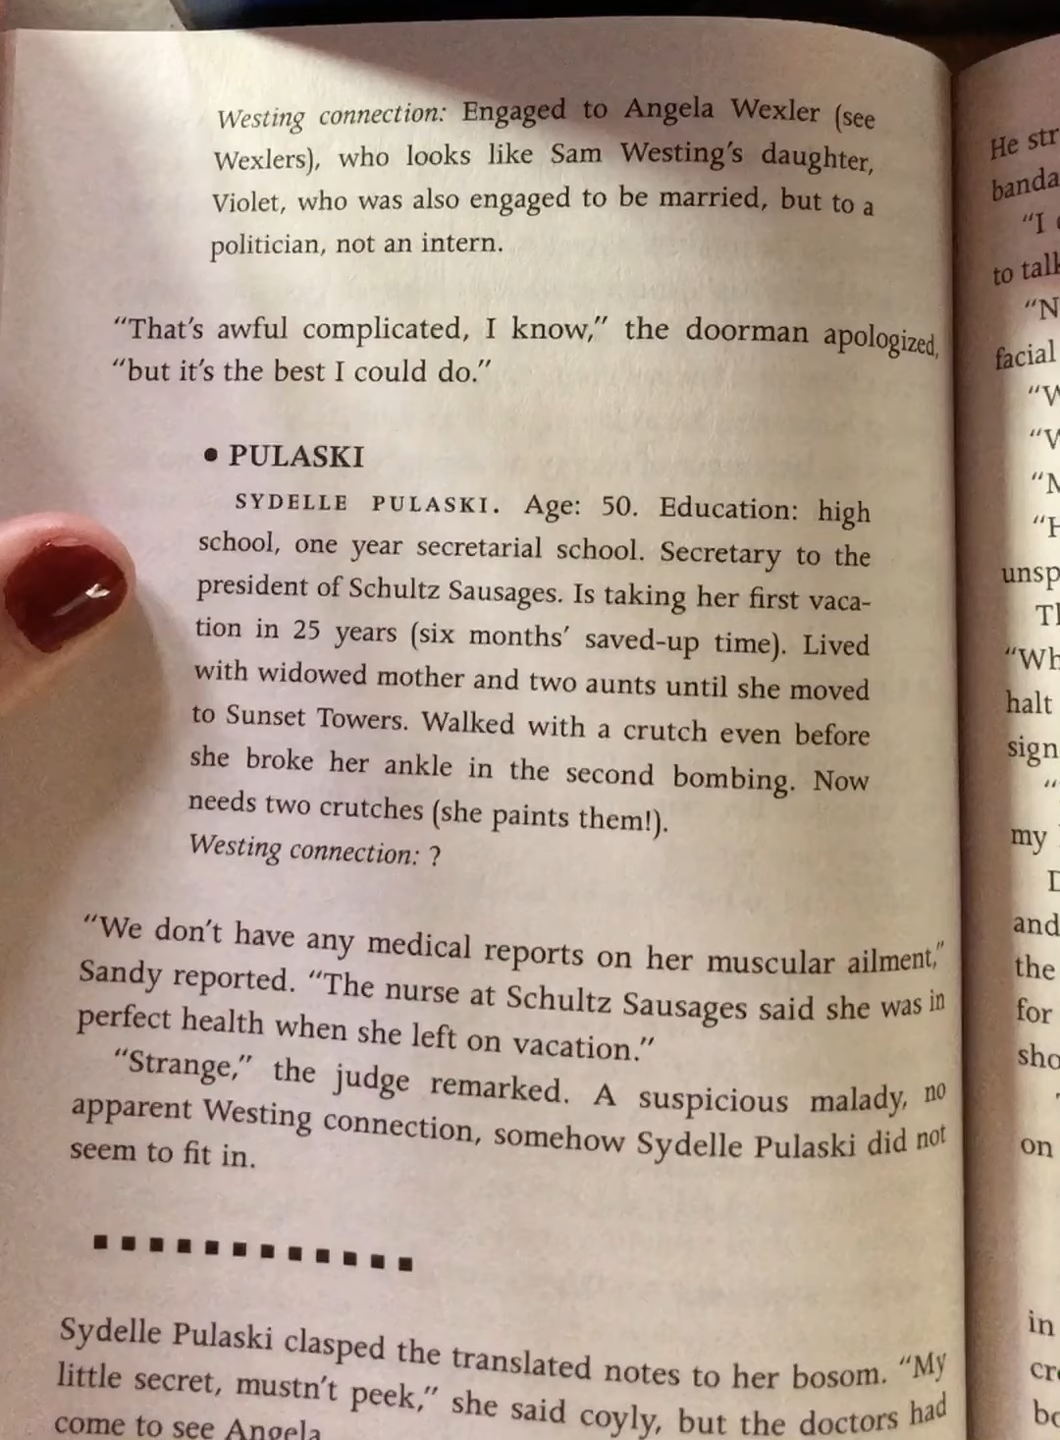 Westing connection: Engaged to Angela Wexler (see
Wexlers), who looks like Sam Westing's daughter,
Violet, who was also engaged to be married, but to a
politician, not an intern.
“That's awful complicated, I know,” the doorman apologized,
“but it's the best I could do.”
• PULASKI
SYDELLE PULASKI. Age: 50. Education: high
school, one year secretarial school. Secretary to the
president of Schultz Sausages. Is taking her first vaca-
tion in 25 years (six months' saved-up time). Lived
with widowed mother and two aunts until she moved
to Sunset Towers. Walked with a crutch even before
she broke her ankle in the second bombing. Now
needs two crutches (she paints them!).
Westing connection: ?
“We don't have any medical reports on her muscular ailment,”
Sandy reported. “The nurse at Schultz Sausages said she was in
perfect health when she left on vacation.”
“Strange,” the judge remarked. A suspicious malady, no
apparent Westing connection, somehow Sydelle Pulaski did not
seem to fit in.
Sydelle Pulaski clasped the translated notes to her bosom. “My
little secret, mustn't peek,” she said coyly, but the doctors had
come to see Angela
He str
banda
“I
to talk
“N
facial
“W
unsp
“Wh
halt
sign
my
and
the
for
sho
on
in